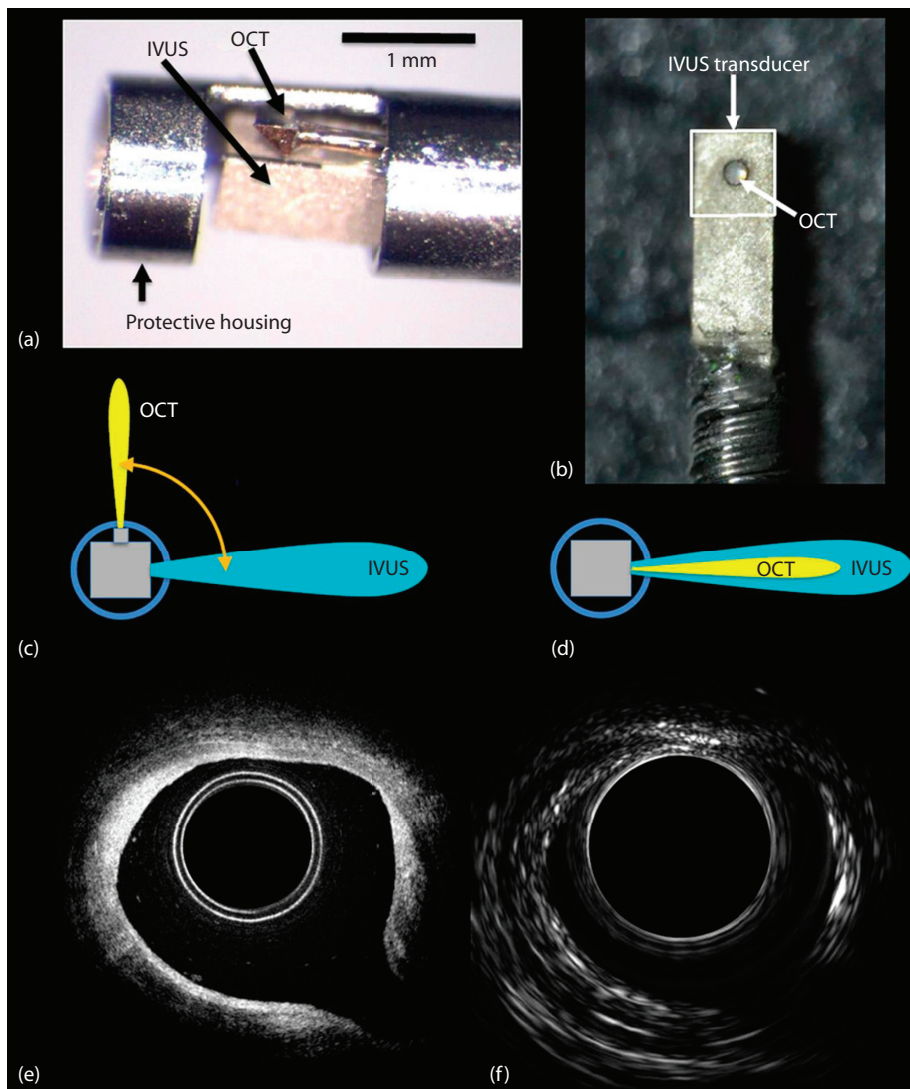 IVUS
OCT
1 mm
Protective housing
(a)
IVUS transducer
OCT
(b)
OCT
IVUS
(c)
OCT
IVUS
(d)
(e)
(f)